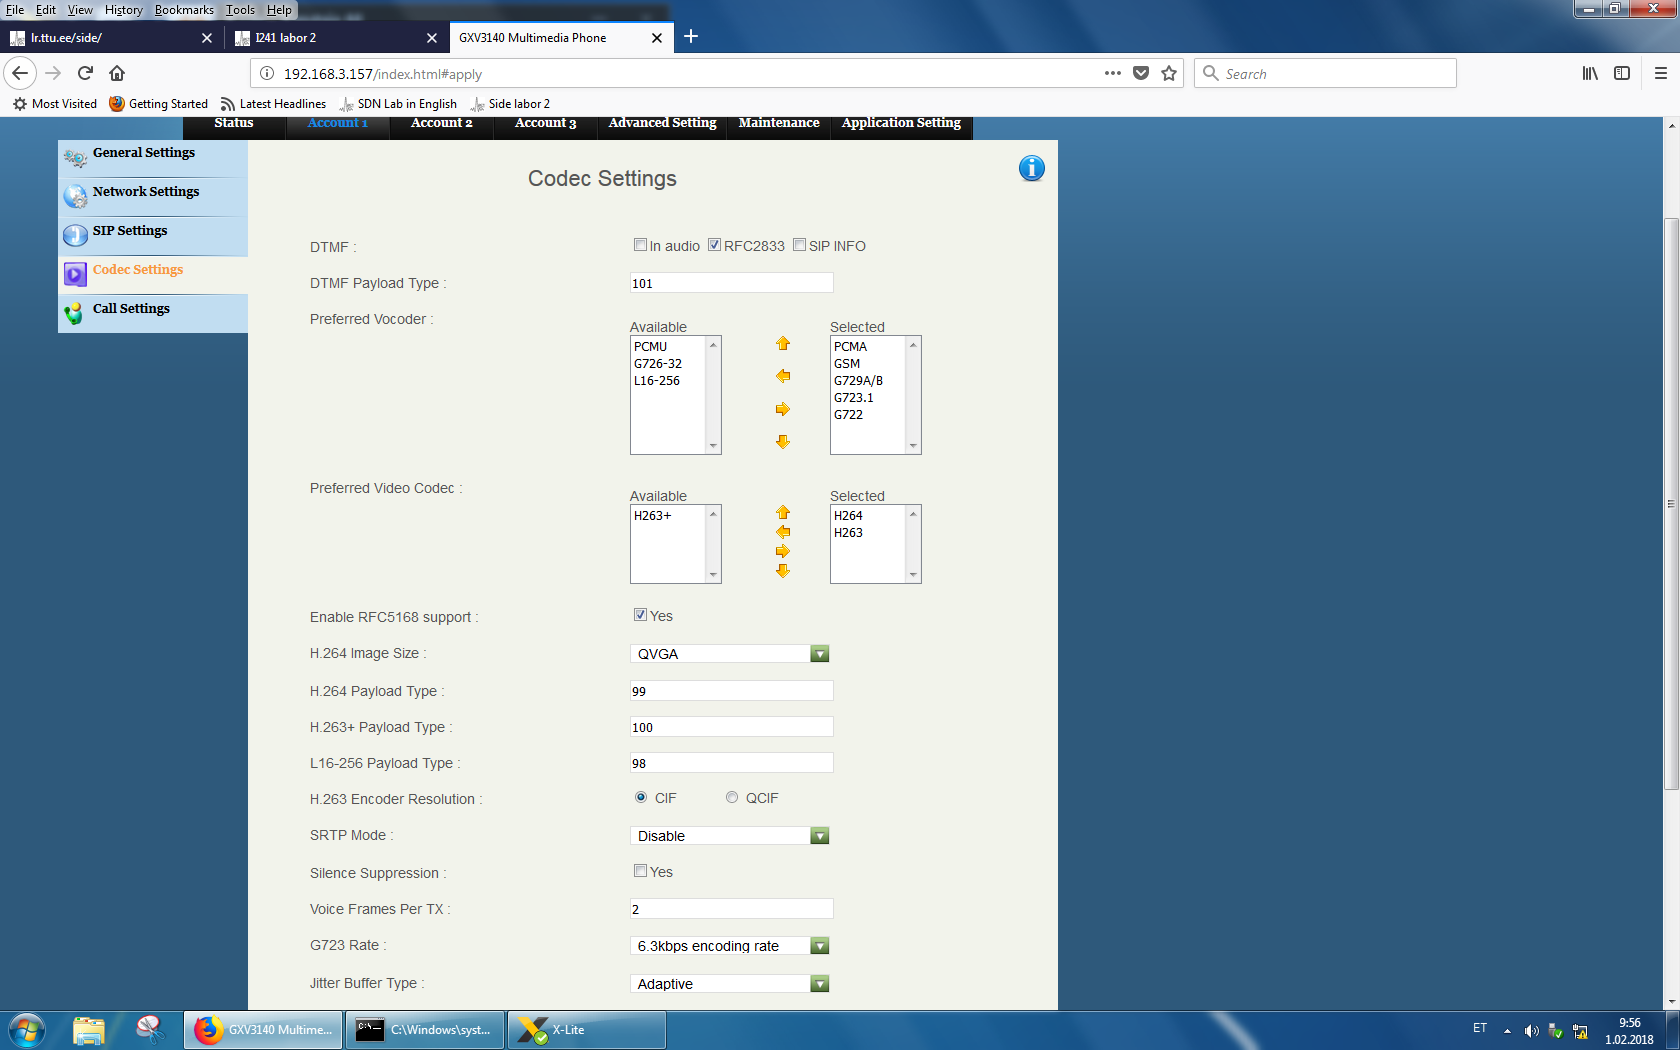 File Edit View History Bookmarks Tools Help
lr.ttu.ee/side/
I241 labor 2
GXV3140 Multimedia Phone
192.168.3.157/index.html#apply
Search
Most Visited Getting Started Latest Headlines SDN Lab in English Side labor 2
Status Account 1 Account 2 Account 3 Advanced Setting Maintenance Application Setting
General Settings
Network Settings
SIP Settings
Codec Settings
Call Settings
Codec Settings
DTMF : In audio RFC2833 SIP INFO
DTMF Payload Type : 101
Preferred Vocoder :
Available Selected
PCMU PCMA
G726-32 GSM
L16-256 G729A/B
G723.1
G722
Preferred Video Codec :
Available Selected
H263+ H264
H263
Enable RFC5168 support : Yes
H.264 Image Size : QVGA
H.264 Payload Type : 99
H.263+ Payload Type : 100
L16-256 Payload Type : 98
H.263 Encoder Resolution : CIF QCIF
SRTP Mode : Disable
Silence Suppression : Yes
Voice Frames Per TX : 2
G723 Rate : 6.3kbps encoding rate
Jitter Buffer Type : Adaptive
GXV3140 Multime...
C:\Windows\syst...
X-Lite
ET
9:56
1.02.2018